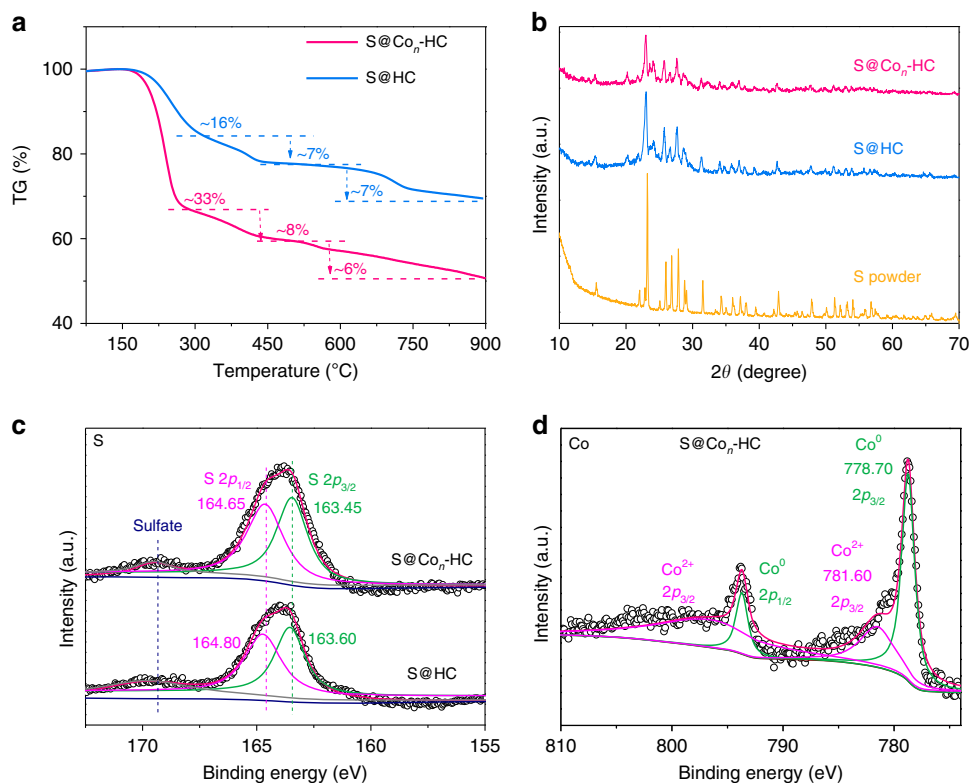 a
S@Coₙ-HC
S@HC
~16%
~7%
~7%
~33%
~8%
~6%
100
80
60
40
TG (%)
150 300 450 600 750 900
Temperature (°C)
b
S@Coₙ-HC
S@HC
S powder
Intensity (a.u.)
10 20 30 40 50 60 70
2θ (degree)
c
S
S 2p₁/₂
164.65
S 2p₃/₂
163.45
Sulfate
S@Coₙ-HC
164.80
163.60
S@HC
Intensity (a.u.)
170 165 160 155
Binding energy (eV)
d
Co
S@Coₙ-HC
Co⁰
778.70
2p₃/₂
Co²⁺
2p₃/₂
Co⁰
2p₁/₂
Co²⁺
781.60
2p₃/₂
Intensity (a.u.)
810 800 790 780
Binding energy (eV)